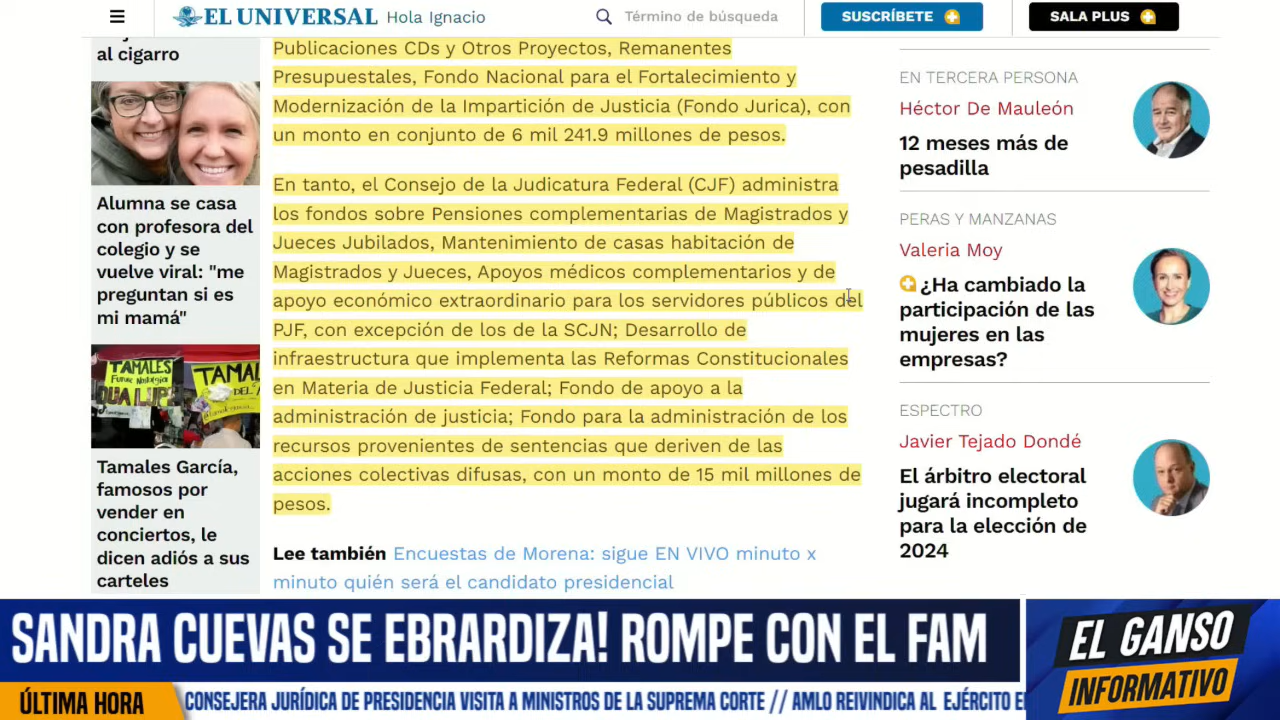 EL UNIVERSAL Hola Ignacio
Término de búsqueda
SUSCRÍBETE
SALA PLUS
al cigarro
Alumna se casa
con profesora del
colegio y se
vuelve viral: "me
preguntan si es
mi mamá"
TAMALES
TAMAL
Tamales García,
famosos por
vender en
conciertos, le
dicen adiós a sus
carteles
Publicaciones CDs y Otros Proyectos, Remanentes
Presupuestales, Fondo Nacional para el Fortalecimiento y
Modernización de la Impartición de Justicia (Fondo Jurica), con
un monto en conjunto de 6 mil 241.9 millones de pesos.
En tanto, el Consejo de la Judicatura Federal (CJF) administra
los fondos sobre Pensiones complementarias de Magistrados y
Jueces Jubilados, Mantenimiento de casas habitación de
Magistrados y Jueces, Apoyos médicos complementarios y de
apoyo económico extraordinario para los servidores públicos del
PJF, con excepción de los de la SCJN; Desarrollo de
infraestructura que implementa las Reformas Constitucionales
en Materia de Justicia Federal; Fondo de apoyo a la
administración de justicia; Fondo para la administración de los
recursos provenientes de sentencias que deriven de las
acciones colectivas difusas, con un monto de 15 mil millones de
pesos.
Lee también Encuestas de Morena: sigue EN VIVO minuto x
minuto quién será el candidato presidencial
EN TERCERA PERSONA
Héctor De Mauleón
12 meses más de
pesadilla
PERAS Y MANZANAS
Valeria Moy
¿Ha cambiado la
participación de las
mujeres en las
empresas?
ESPECTRO
Javier Tejado Dondé
El árbitro electoral
jugará incompleto
para la elección de
2024
SANDRA CUEVAS SE EBRARDIZA! ROMPE CON EL FAM
EL GANSO
INFORMATIVO
ÚLTIMA HORA
CONSEJERA JURÍDICA DE PRESIDENCIA VISITA A MINISTROS DE LA SUPREMA CORTE // AMLO REIVINDICA AL EJÉRCITO E